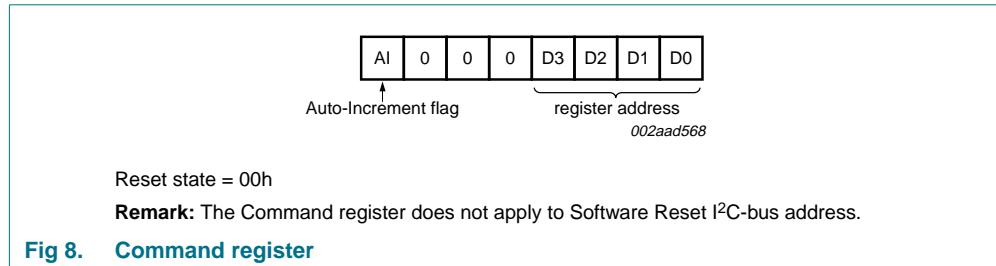 AI 0 0 0 D3 D2 D1 D0
Auto-Increment flag register address
002aad568
Reset state = 00h
Remark: The Command register does not apply to Software Reset I²C-bus address.
Fig 8. Command register